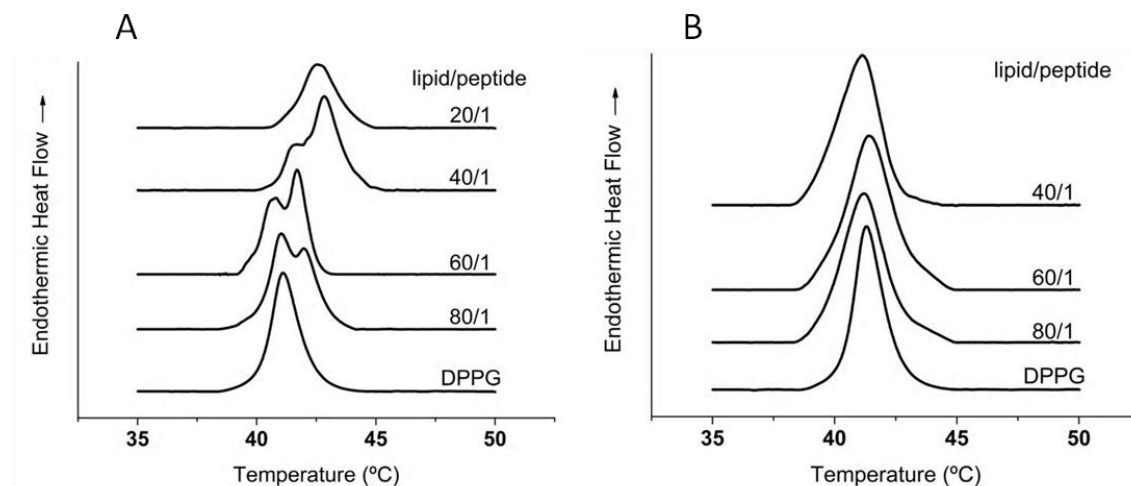 A
lipid/peptide
20/1
40/1
60/1
80/1
DPPG
Endothermic Heat Flow →
35 40 45 50
Temperature (ºC)
B
lipid/peptide
40/1
60/1
80/1
DPPG
Endothermic Heat Flow →
35 40 45 50
Temperature (ºC)